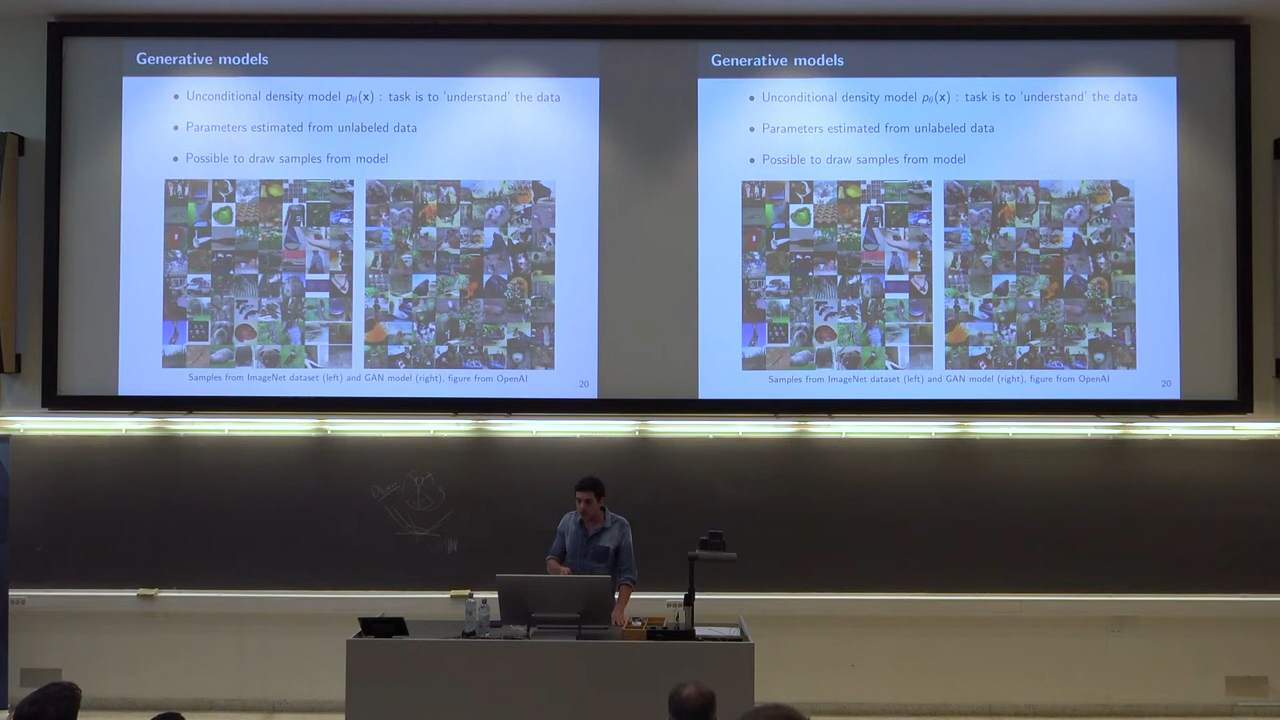 Generative models
• Unconditional density model pθ(x) : task is to 'understand' the data
• Parameters estimated from unlabeled data
• Possible to draw samples from model
Samples from ImageNet dataset (left) and GAN model (right), figure from OpenAI
20
Generative models
• Unconditional density model pθ(x) : task is to 'understand' the data
• Parameters estimated from unlabeled data
• Possible to draw samples from model
Samples from ImageNet dataset (left) and GAN model (right), figure from OpenAI
20